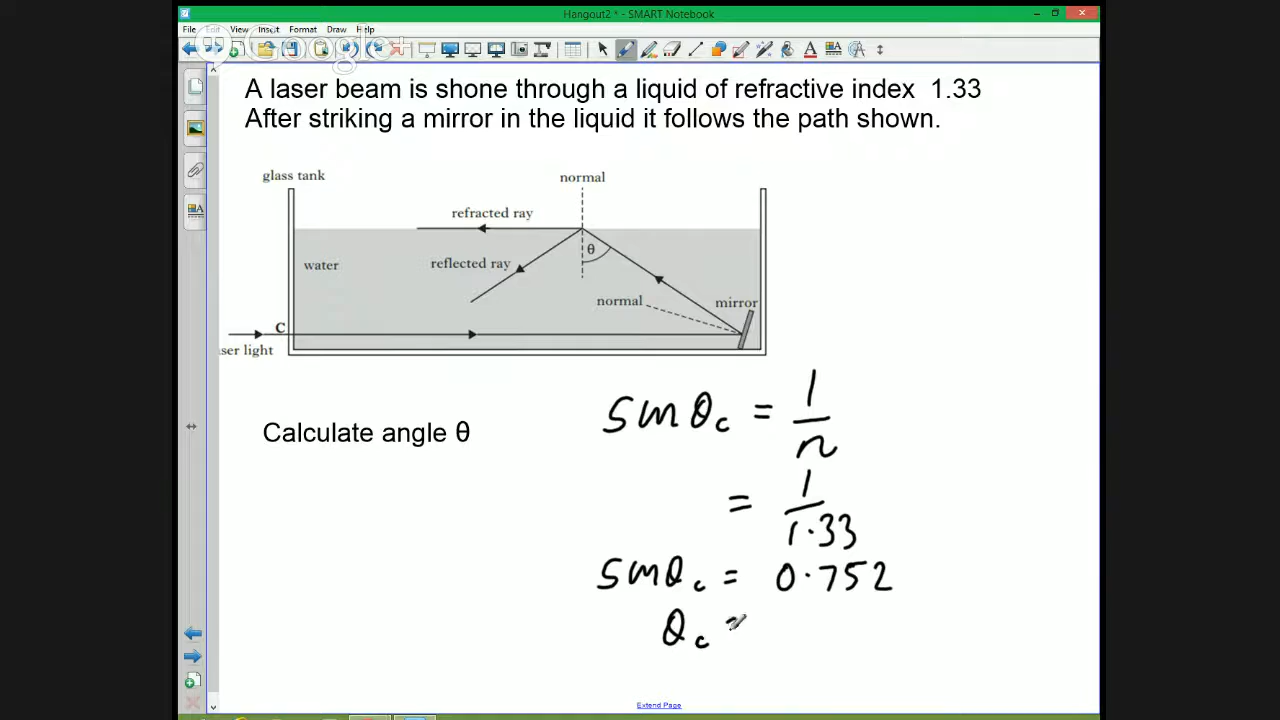 Hangout2 * - SMART Notebook
File Edit View Insert Format Draw Help
Google+
A laser beam is shone through a liquid of refractive index 1.33
After striking a mirror in the liquid it follows the path shown.
glass tank
normal
refracted ray
θ
water
reflected ray
normal
mirror
C
ser light
Calculate angle θ
sin θc = 1/n
= 1/1.33
sin θc = 0.752
θc =
Extend Page